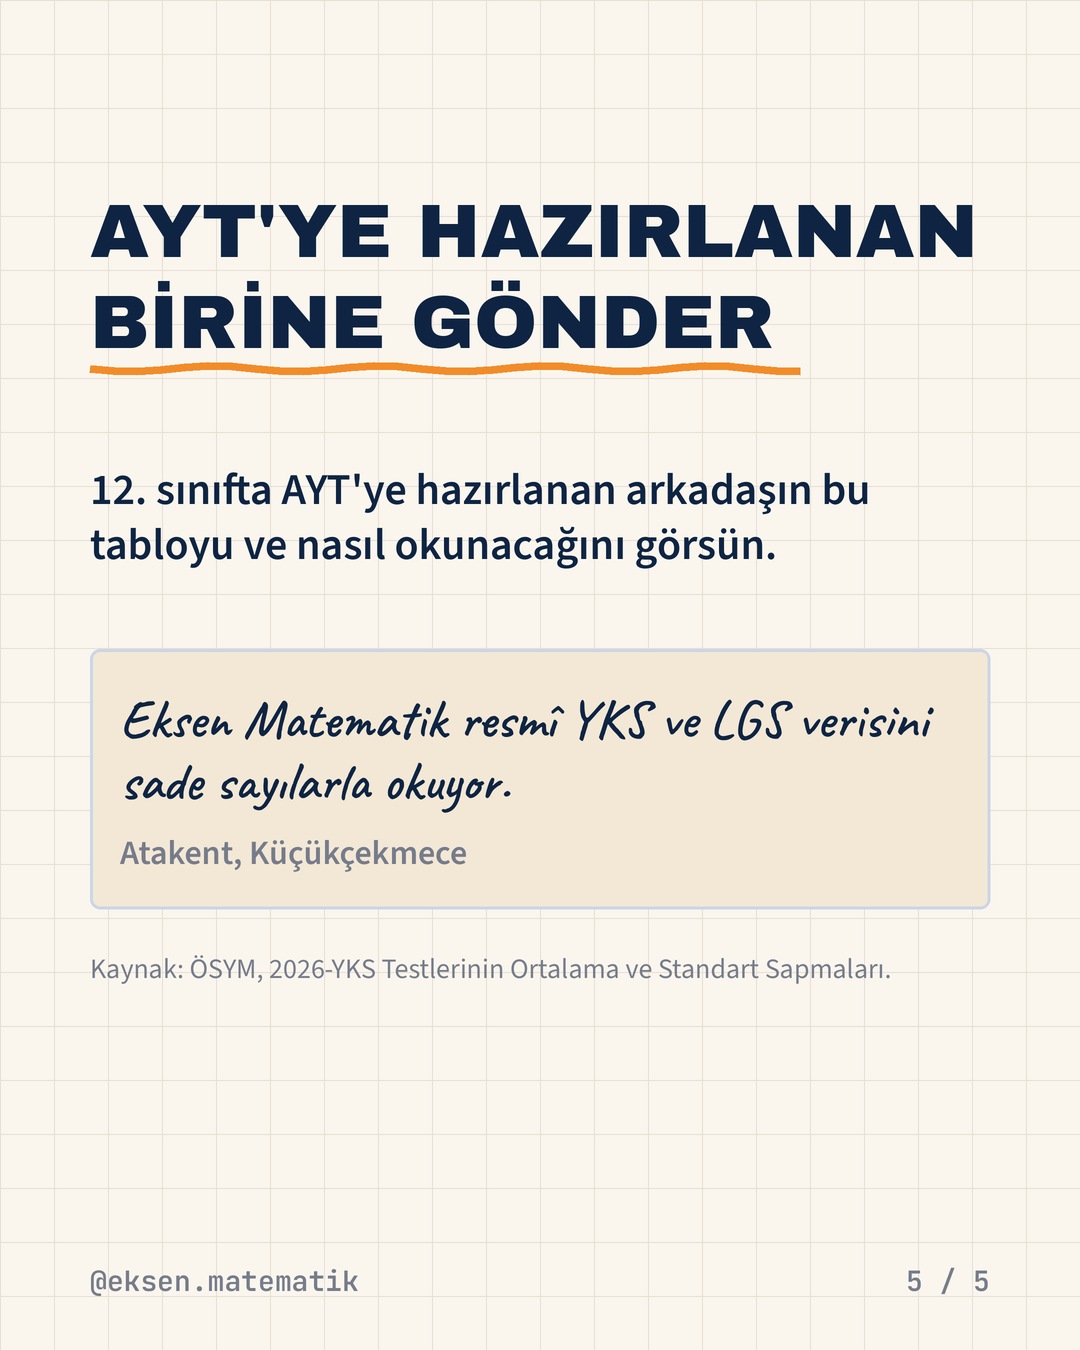 AYT'YE HAZIRLANAN
BİRİNE GÖNDER
12. sınıfta AYT'ye hazırlanan arkadaşın bu
tabloyu ve nasıl okunacağını görsün.
Eksen Matematik resmî YKS ve LGS verisini
sade sayılarla okuyor.
Atakent, Küçükçekmece
Kaynak: ÖSYM, 2026-YKS Testlerinin Ortalama ve Standart Sapmaları.
@eksen.matematik
5 / 5